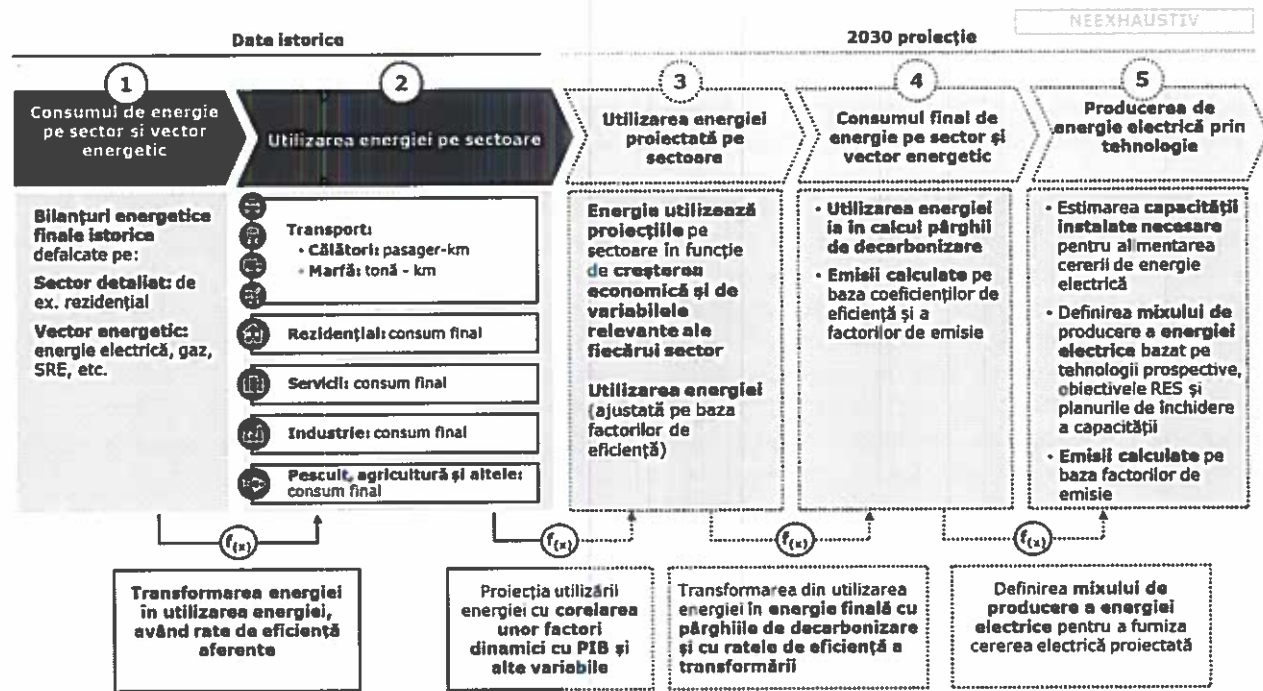 NEEXHAUSTIV
Data istorice
2030 proiecție
1
Consumul de energie
pe sector si vector
energetic
2
Utilizarea energiei pe sectoare
3
Utilizarea energiei
proiectată pe
sectoare
4
Consumul final de
energie pe sector și
vector energetic
5
Producerea de
energie electrică prin
tehnologie
Bilanțuri energetice
finale istorice
defalcate pe:
Sector detaliat: de
ex. rezidențial
Vector energetic:
energie electrică, gaz,
SRE, etc.
Transport:
• Călători: pasager-km
• Marfă: tonă - km
Rezidențial: consum final
Servicii: consum final
Industrie: consum final
Pescuit, agricultură și altele:
consum final
Energie utilizează
proiecțiile pe
sectoare în funcție
de creșterea
economică și de
variabilele
relevante ale
fiecărui sector
Utilizarea energiei
(ajustată pe baza
factorilor de
eficiență)
• Utilizarea energiei
ia în calcul pârghii
de decarbonizare
• Emisii calculate pe
baza coeficienților de
eficiență și a
factorilor de emisie
• Estimarea capacității
instalate necesare
pentru alimentarea
cererii de energie
electrică
• Definirea mixului de
producere a energiei
electrice bazat pe
tehnologii prospective,
obiectivele RES și
planurile de închidere
a capacității
• Emisii calculate pe
baza factorilor de
emisie
f(x)
f(x)
f(x)
f(x)
Transformarea energiei
în utilizarea energiei,
având rate de eficiență
aferente
Proiecția utilizării
energiei cu corelarea
unor factori
dinamici cu PIB și
alte variabile
Transformarea din utilizarea
energiei în energie finală cu
pârghiile de decarbonizare
și cu ratele de eficiență a
transformării
Definirea mixului de
producere a energiei
electrice pentru a furniza
cererea electrică proiectată